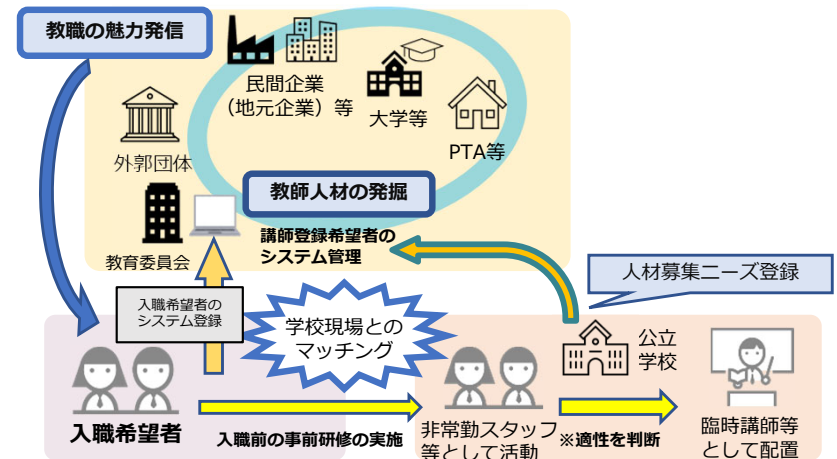 教職の魅力発信
民間企業
（地元企業）等
大学等
PTA等
外郭団体
教師人材の発掘
教育委員会
講師登録希望者の
システム管理
人材募集ニーズ登録
入職希望者の
システム登録
学校現場との
マッチング
公立
学校
入職希望者
入職前の事前研修の実施
非常勤スタッフ
等として活動
※適性を判断
臨時講師等
として配置